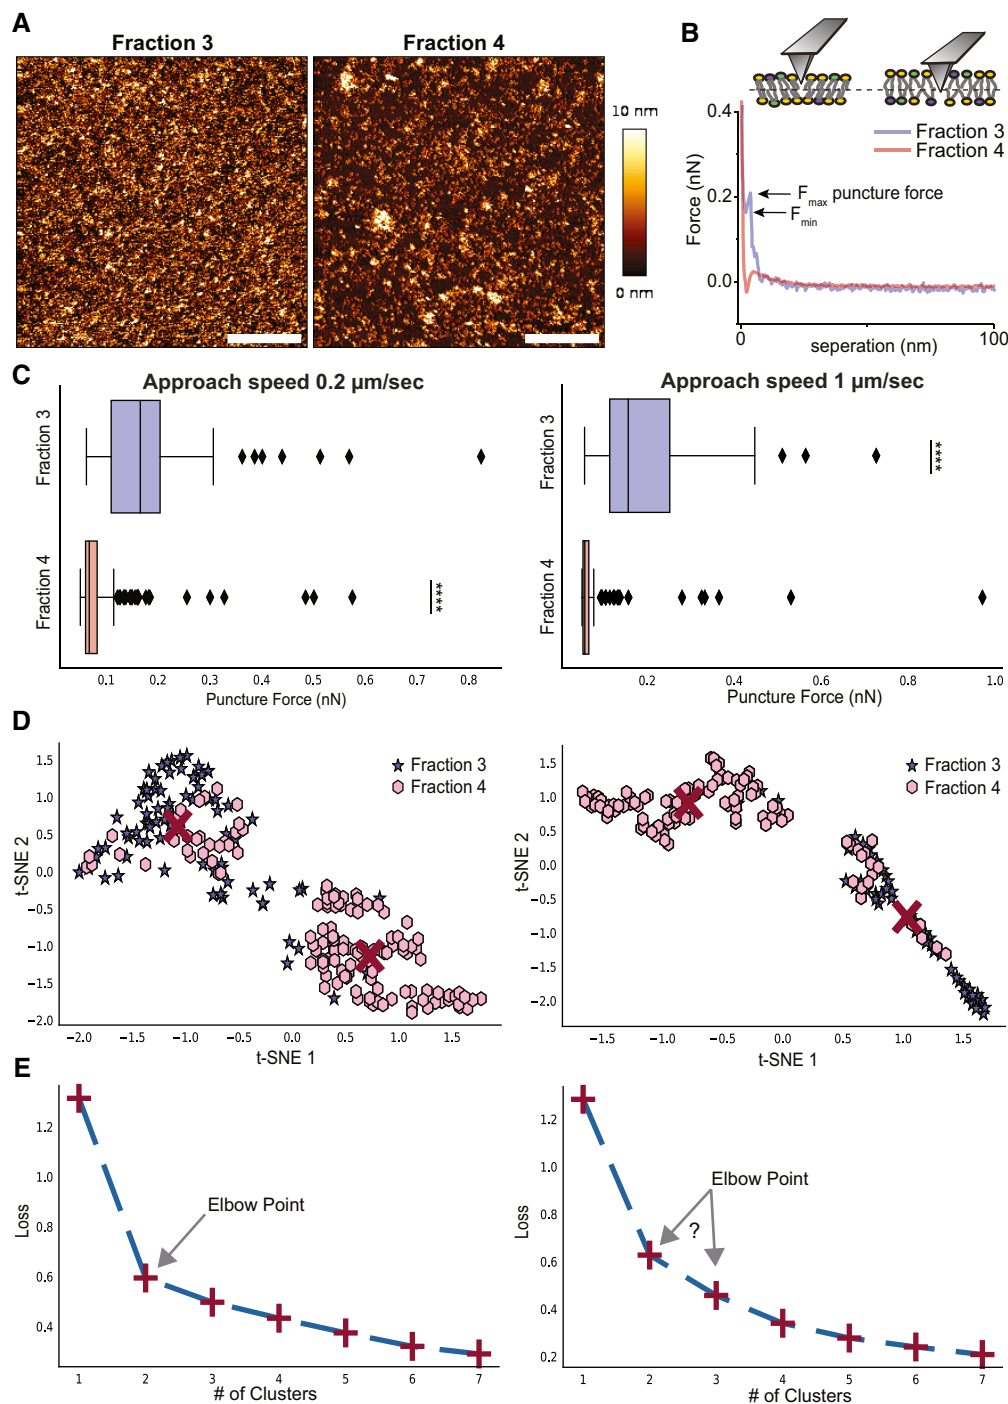 A
Fraction 3
Fraction 4
10 nm
0 nm
B
0.4
0.2
0.0
Force (nN)
Fraction 3
Fraction 4
Fmax puncture force
Fmin
0
100
seperation (nm)
C
Approach speed 0.2 µm/sec
Fraction 3
Fraction 4
****
0.1 0.2 0.3 0.4 0.5 0.6 0.7 0.8
Puncture Force (nN)
Approach speed 1 µm/sec
Fraction 3
Fraction 4
****
0.2 0.4 0.6 0.8 1.0
Puncture Force (nN)
D
1.5
1.0
0.5
0.0
−0.5
−1.0
−1.5
−2.0
t-SNE 2
Fraction 3
Fraction 4
−2.0 −1.5 −1.0 −0.5 0.0 0.5 1.0 1.5
t-SNE 1
1.5
1.0
0.5
0.0
−0.5
−1.0
−1.5
−2.0
t-SNE 2
Fraction 3
Fraction 4
−1.5 −1.0 −0.5 0.0 0.5 1.0 1.5
t-SNE 1
E
1.2
1.0
0.8
0.6
0.4
Loss
Elbow Point
1 2 3 4 5 6 7
# of Clusters
1.2
1.0
0.8
0.6
0.4
0.2
Loss
Elbow Point
?
1 2 3 4 5 6 7
# of Clusters